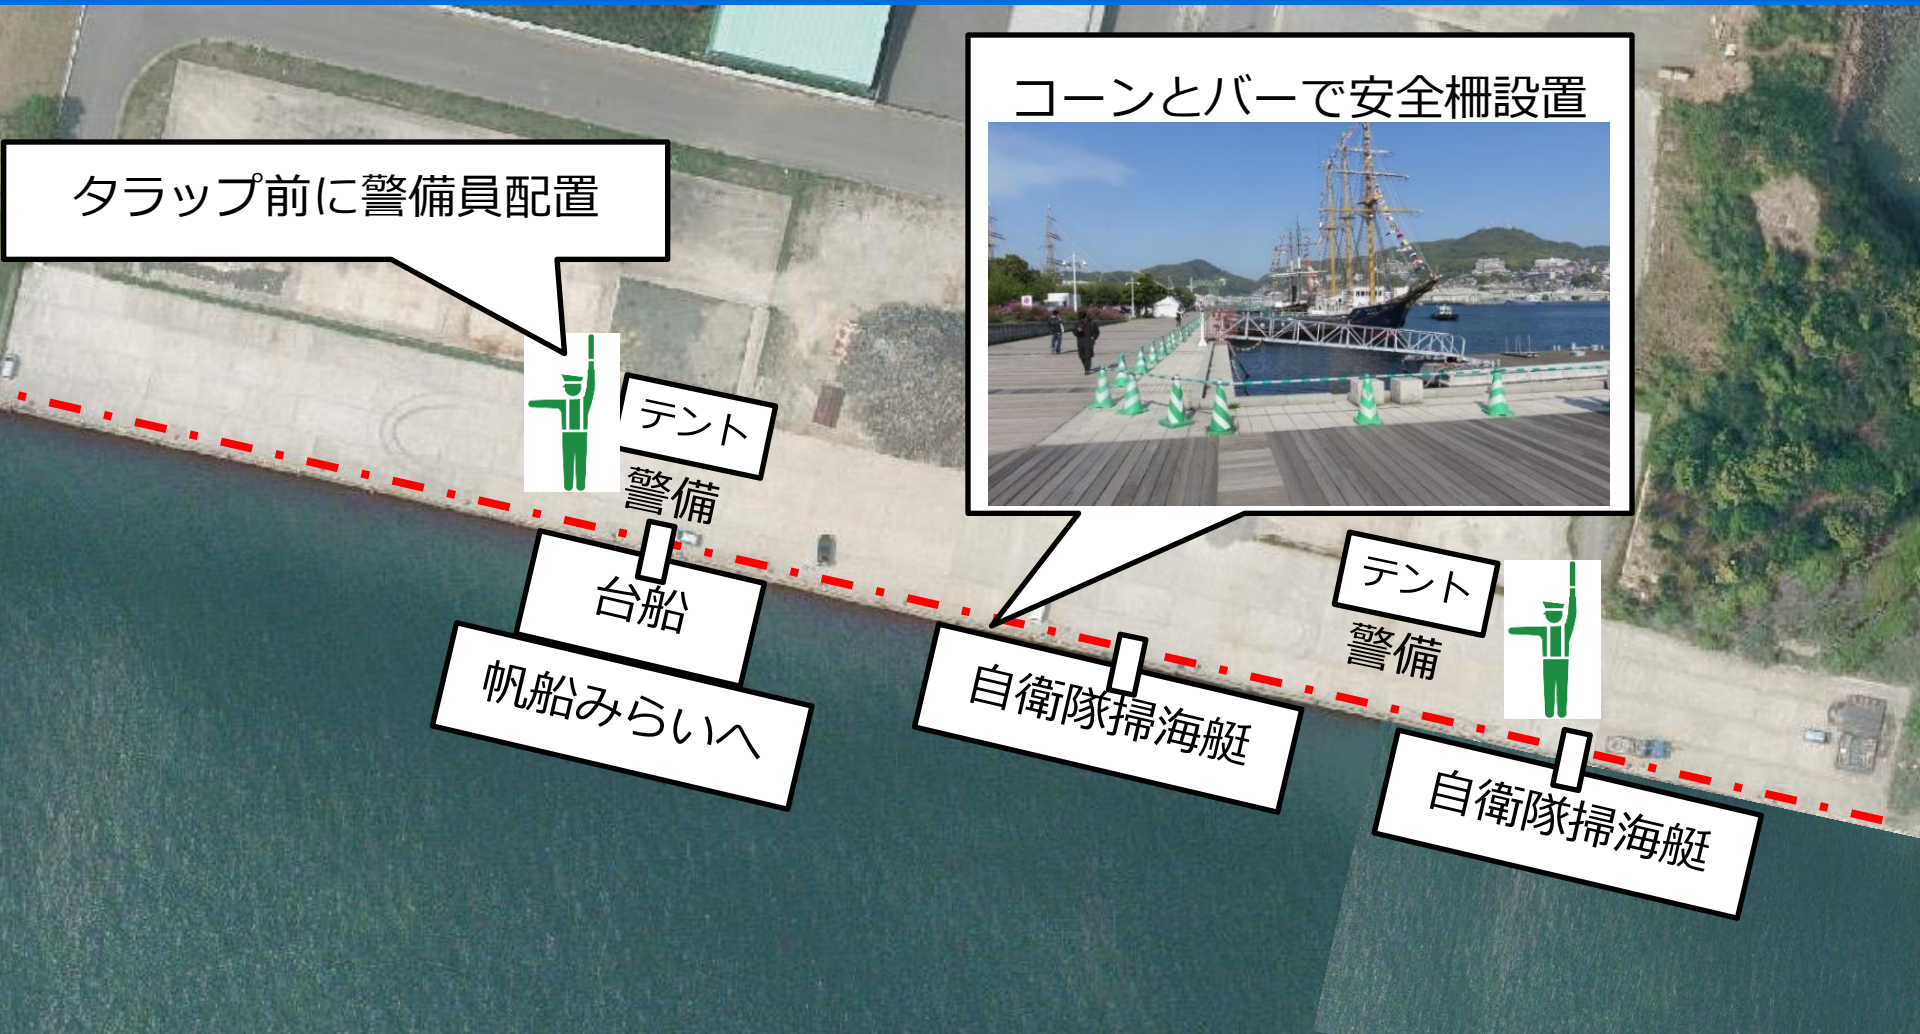 コーンとバーで安全柵設置
タラップ前に警備員配置
テント
警備
台船
帆船みらいへ
テント
警備
自衛隊掃海艇
自衛隊掃海艇